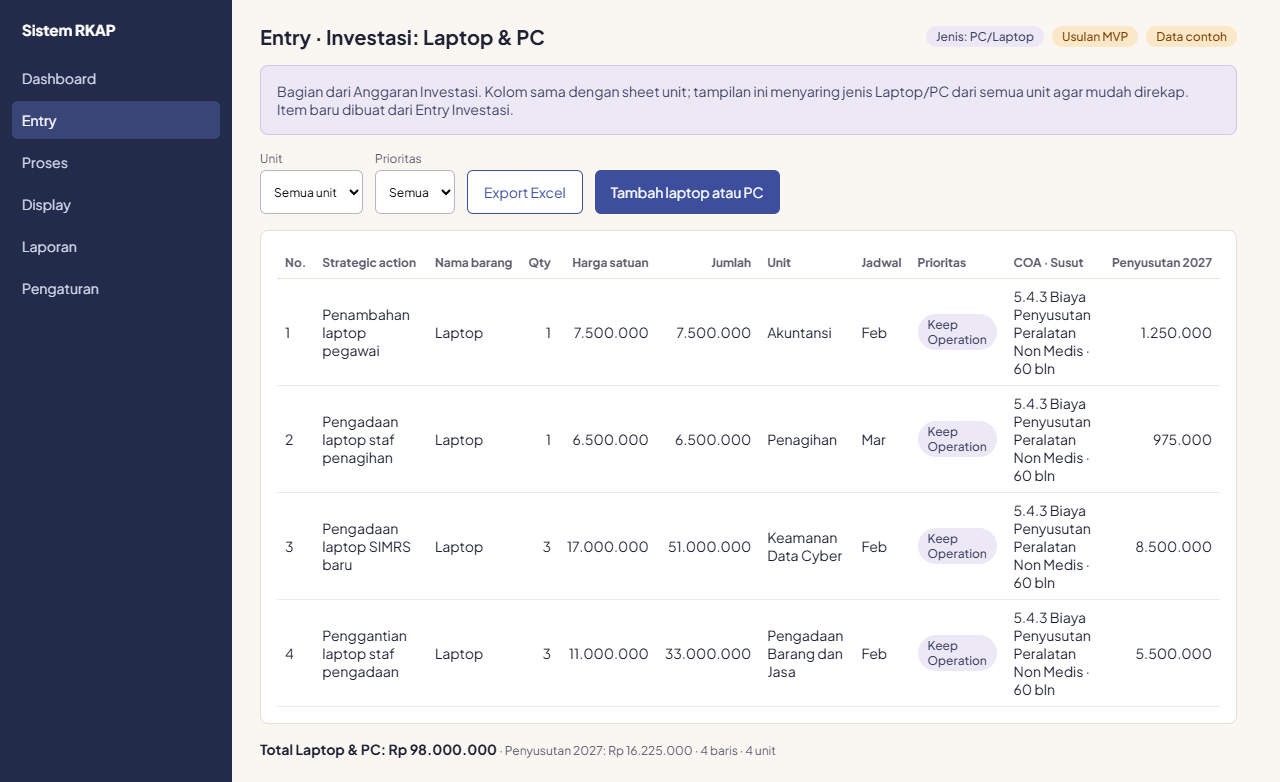 Sistem RKAP
Dashboard
Entry
Proses
Display
Laporan
Pengaturan
Entry · Investasi: Laptop & PC
Jenis: PC/Laptop
Usulan MVP
Data contoh
Bagian dari Anggaran Investasi. Kolom sama dengan sheet unit; tampilan ini menyaring jenis Laptop/PC dari semua unit agar mudah direkap.
Item baru dibuat dari Entry Investasi.
Unit
Prioritas
Semua unit
Semua
Export Excel
Tambah laptop atau PC
No. Strategic action Nama barang Qty Harga satuan Jumlah Unit Jadwal Prioritas COA · Susut Penyusutan 2027
1 Penambahan laptop pegawai Laptop 1 7.500.000 7.500.000 Akuntansi Feb Keep Operation 5.4.3 Biaya Penyusutan Peralatan Non Medis · 60 bln 1.250.000
2 Pengadaan laptop staf penagihan Laptop 1 6.500.000 6.500.000 Penagihan Mar Keep Operation 5.4.3 Biaya Penyusutan Peralatan Non Medis · 60 bln 975.000
3 Pengadaan laptop SIMRS baru Laptop 3 17.000.000 51.000.000 Keamanan Data Cyber Feb Keep Operation 5.4.3 Biaya Penyusutan Peralatan Non Medis · 60 bln 8.500.000
4 Penggantian laptop staf pengadaan Laptop 3 11.000.000 33.000.000 Pengadaan Barang dan Jasa Feb Keep Operation 5.4.3 Biaya Penyusutan Peralatan Non Medis · 60 bln 5.500.000
Total Laptop & PC: Rp 98.000.000 · Penyusutan 2027: Rp 16.225.000 · 4 baris · 4 unit